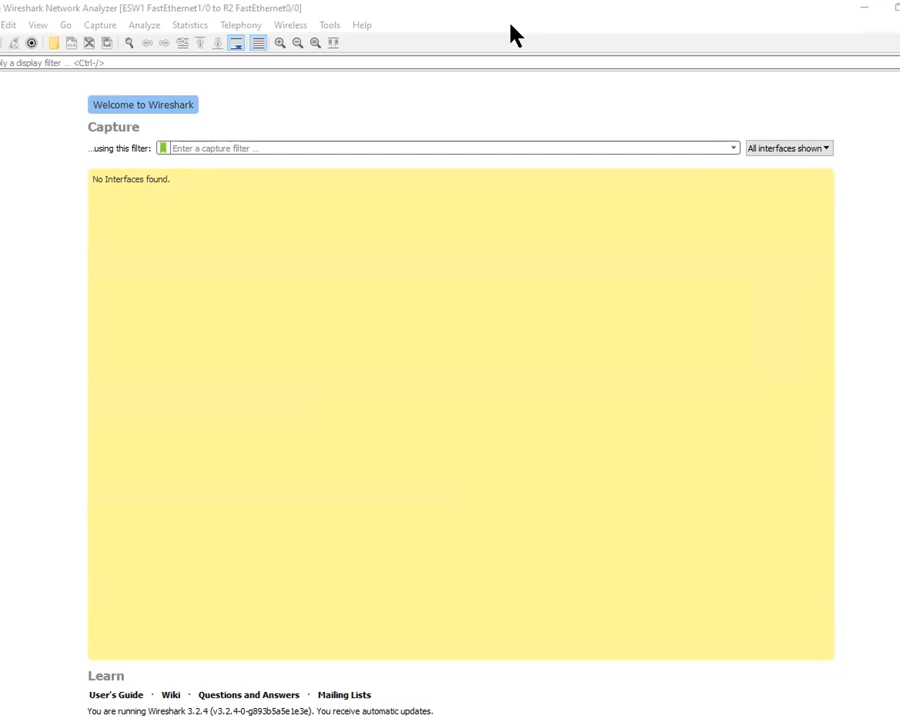 Wireshark Network Analyzer [ESW1 FastEthernet1/0 to R2 FastEthernet0/0]
Edit View Go Capture Analyze Statistics Telephony Wireless Tools Help
ly a display filter ... <Ctrl-/>
Welcome to Wireshark
Capture
...using this filter: Enter a capture filter ... All interfaces shown
No Interfaces found.
Learn
User's Guide · Wiki · Questions and Answers · Mailing Lists
You are running Wireshark 3.2.4 (v3.2.4-0-g893b5a5e1e3e). You receive automatic updates.